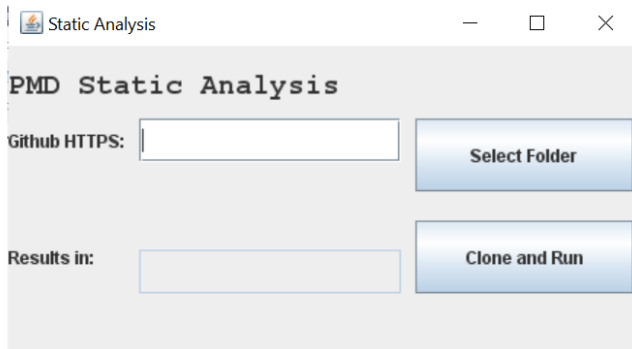 Static Analysis
PMD Static Analysis
Github HTTPS:
Select Folder
Results in:
Clone and Run